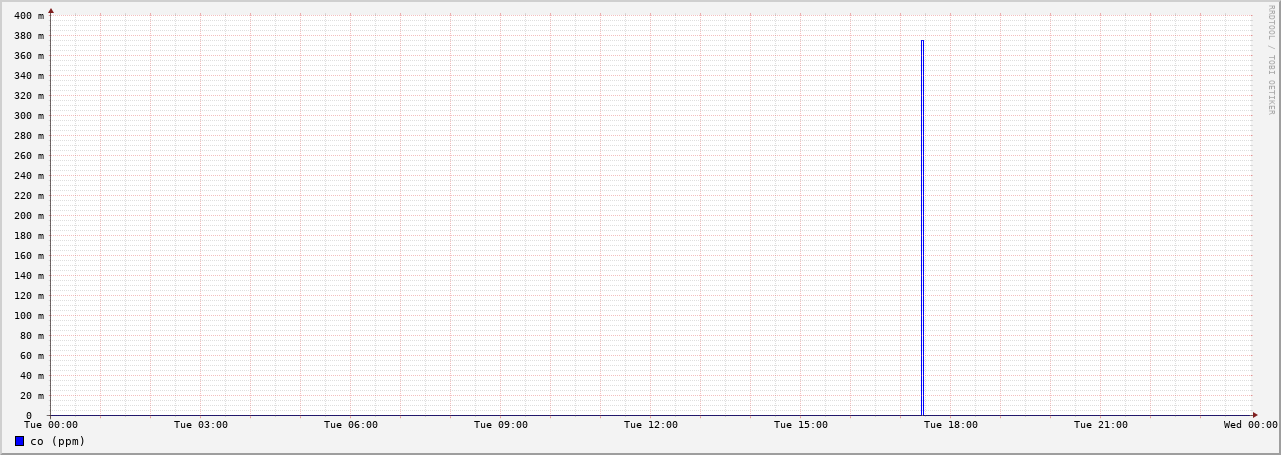 400 m
380 m
360 m
340 m
320 m
300 m
280 m
260 m
240 m
220 m
200 m
180 m
160 m
140 m
120 m
100 m
80 m
60 m
40 m
20 m
0
Tue 00:00 Tue 03:00 Tue 06:00 Tue 09:00 Tue 12:00 Tue 15:00 Tue 18:00 Tue 21:00 Wed 00:00
co (ppm)
RRDTOOL / TOBI OETIKER